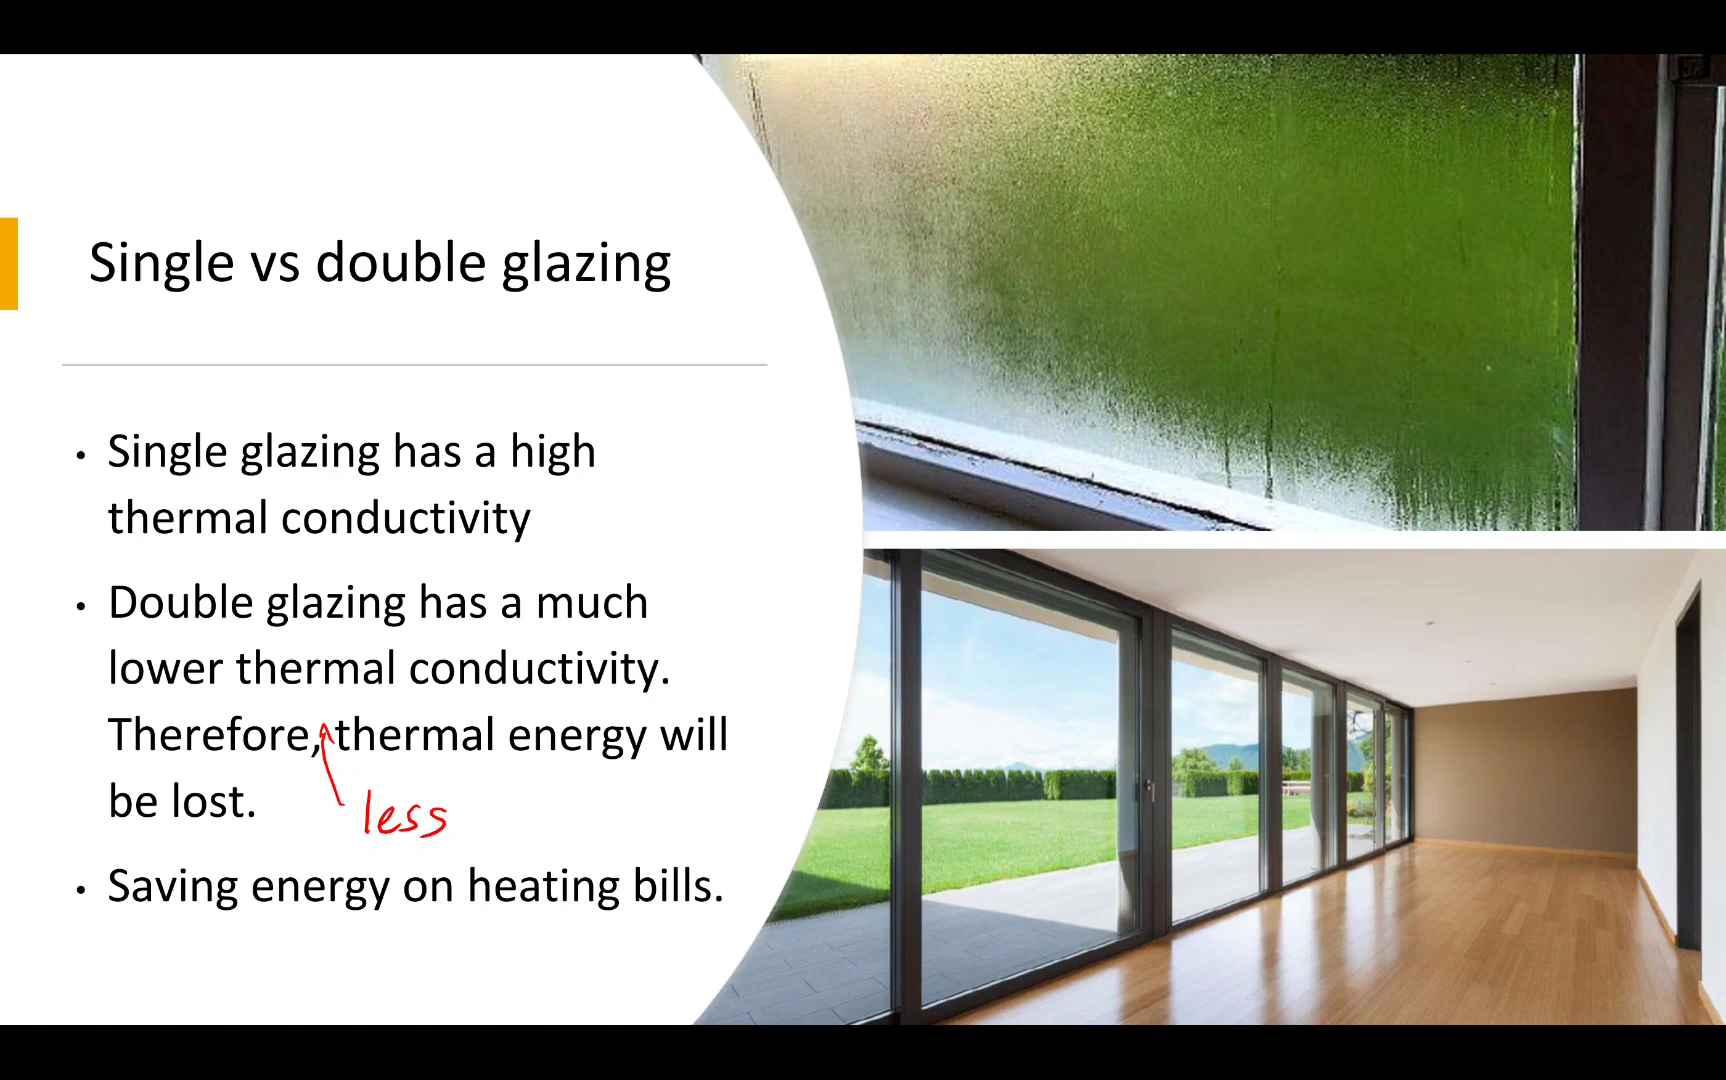 Single vs double glazing
• Single glazing has a high
thermal conductivity
• Double glazing has a much
lower thermal conductivity.
Therefore, thermal energy will
be lost.
less
• Saving energy on heating bills.